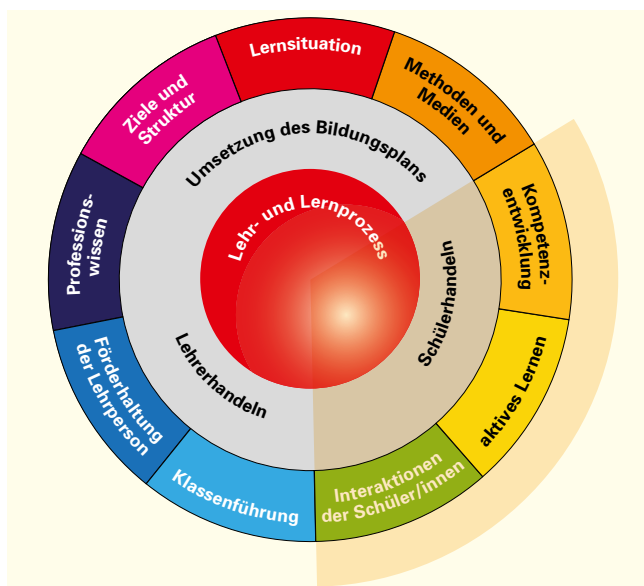 Lernsituation
Methoden und
Medien
Kompetenz-
entwicklung
aktives Lernen
Interaktionen
der Schüler/innen
Klassenführung
Förderhaltung
der Lehrperson
Professions-
wissen
Ziele und
Struktur
Umsetzung des Bildungsplans
Schülerhandeln
Lehrerhandeln
Lehr- und Lernprozess